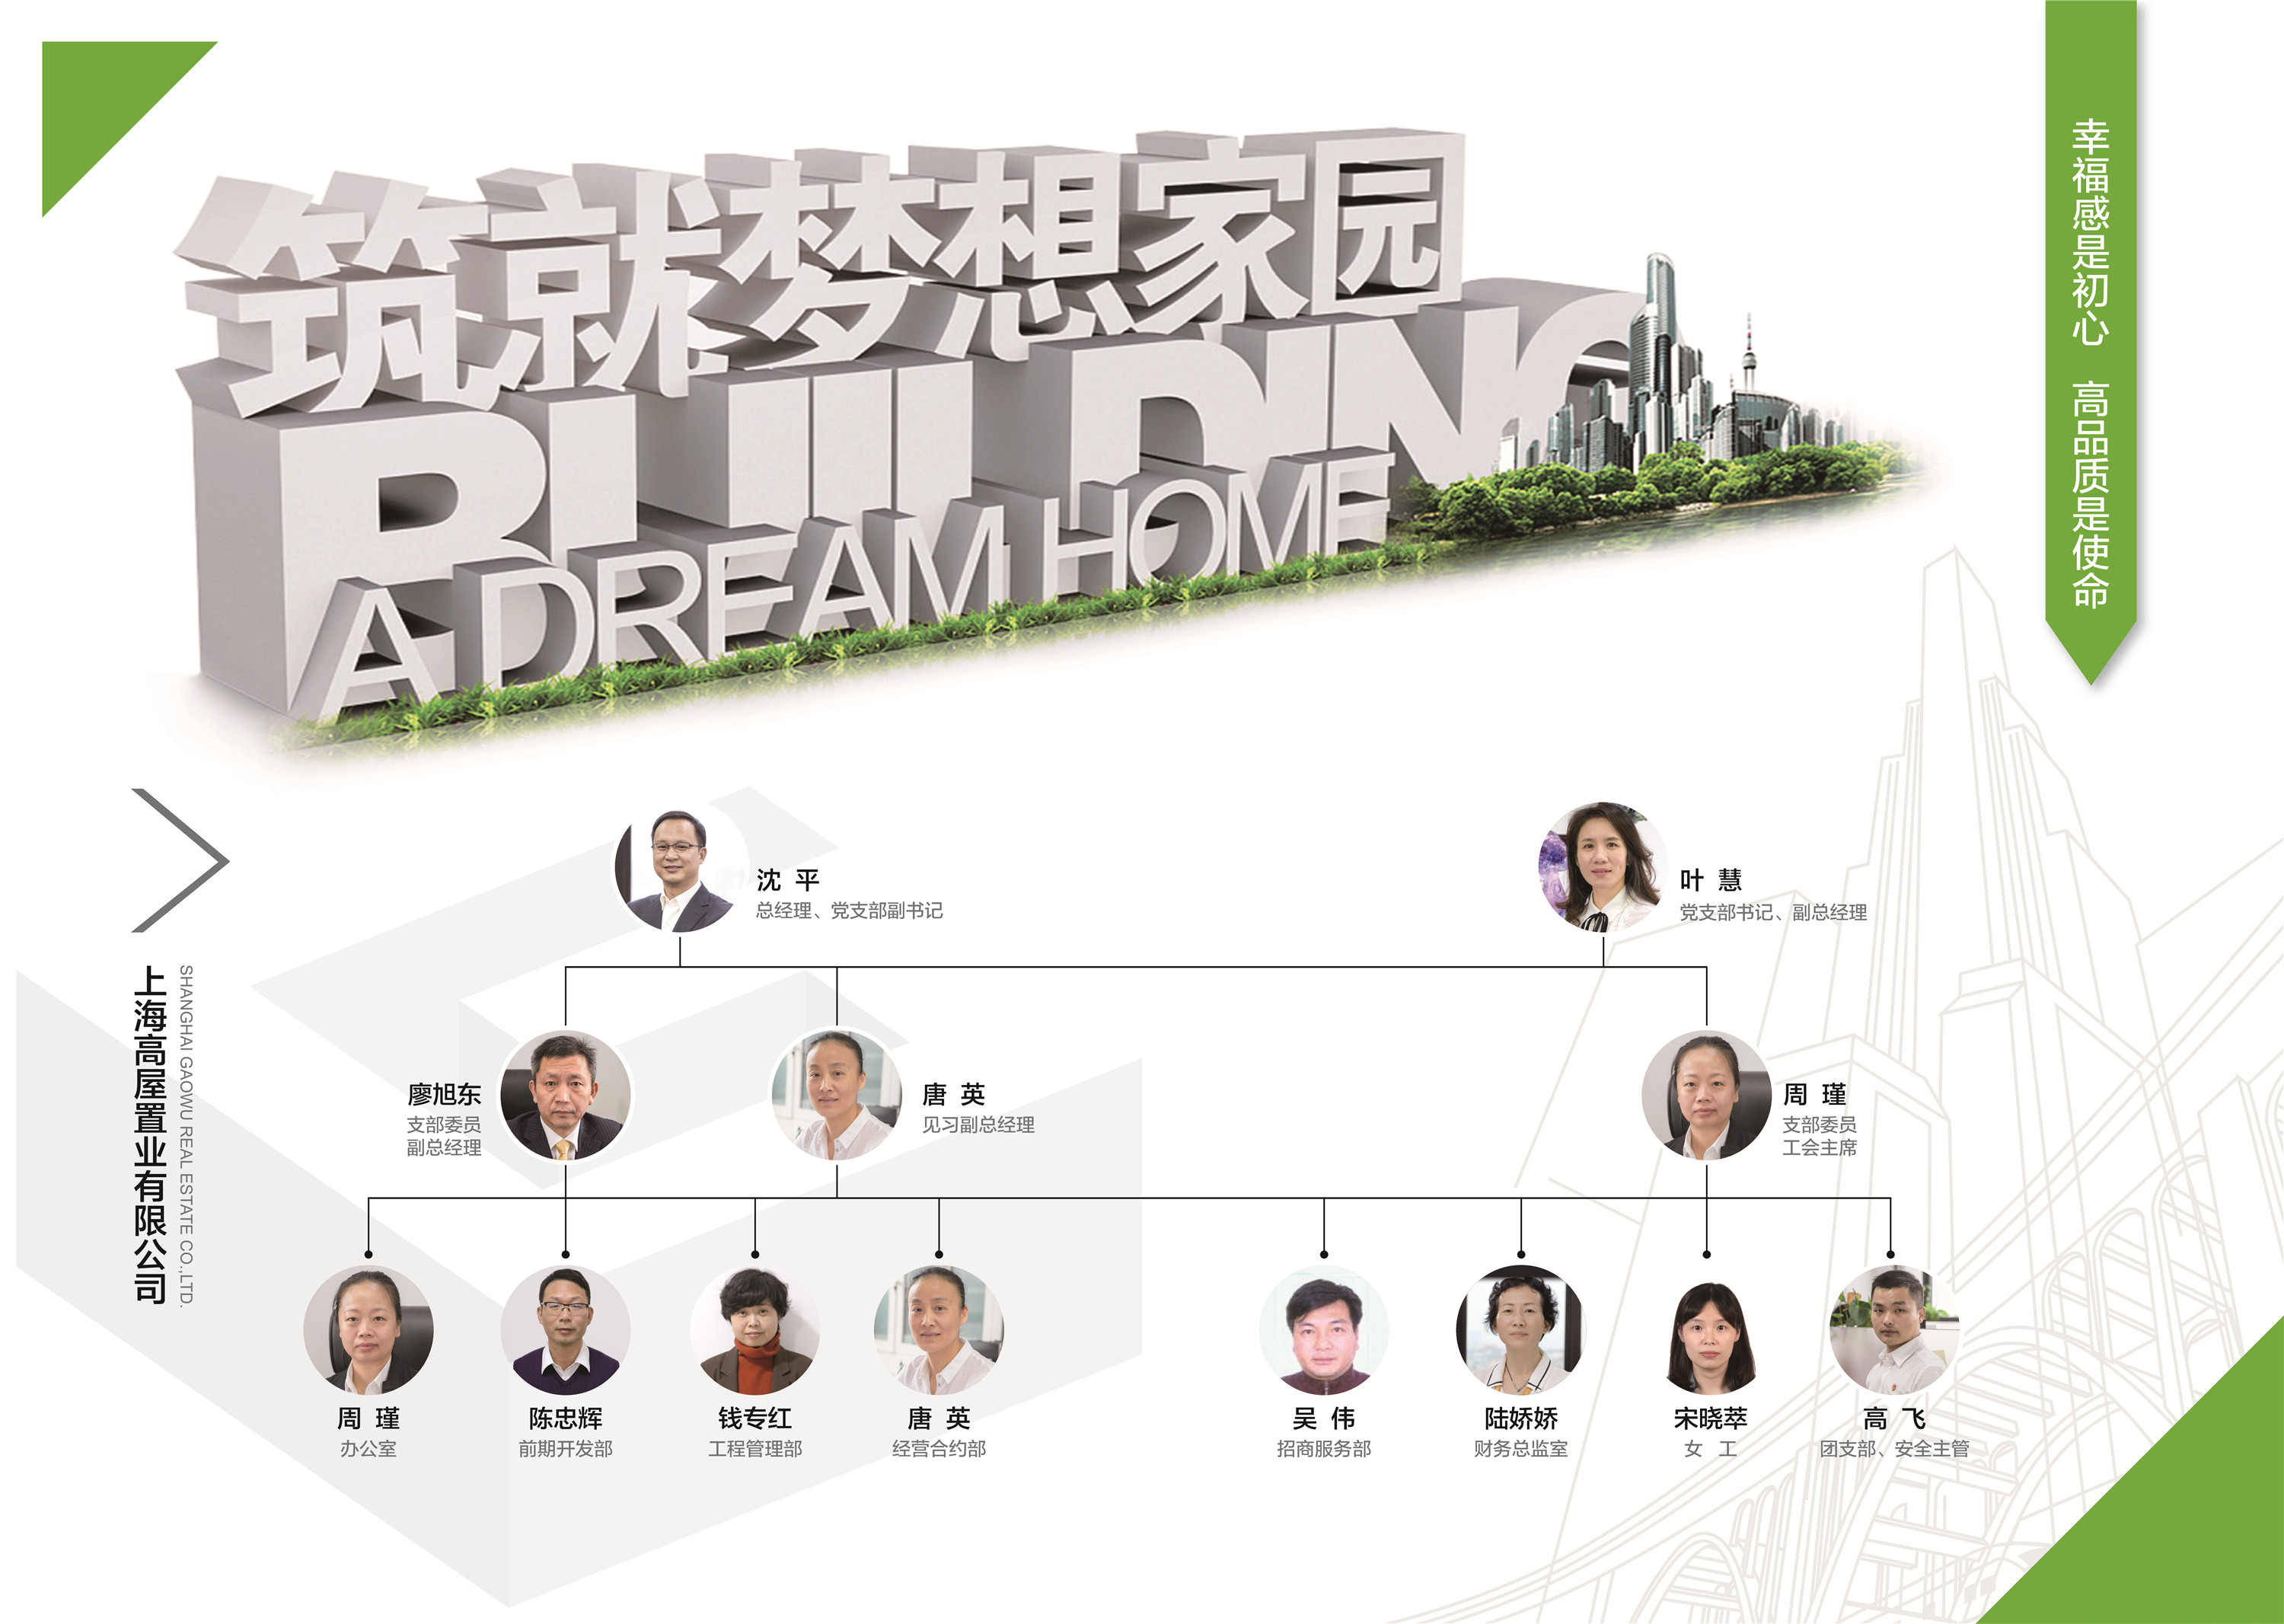 筑就梦想家园
BUILDING
A DREAM HOME
幸福感是初心 高品质是使命
上海高屋置业有限公司
SHANGHAI GAOWU REAL ESTATE CO.,LTD.
沈 平
总经理、党支部副书记
叶 慧
党支部书记、副总经理
廖旭东
支部委员
副总经理
唐 英
见习副总经理
周 瑾
支部委员
工会主席
周 瑾
办公室
陈忠辉
前期开发部
钱专红
工程管理部
唐 英
经营合约部
吴 伟
招商服务部
陆娇娇
财务总监室
宋晓萃
女 工
高 飞
团支部、安全主管